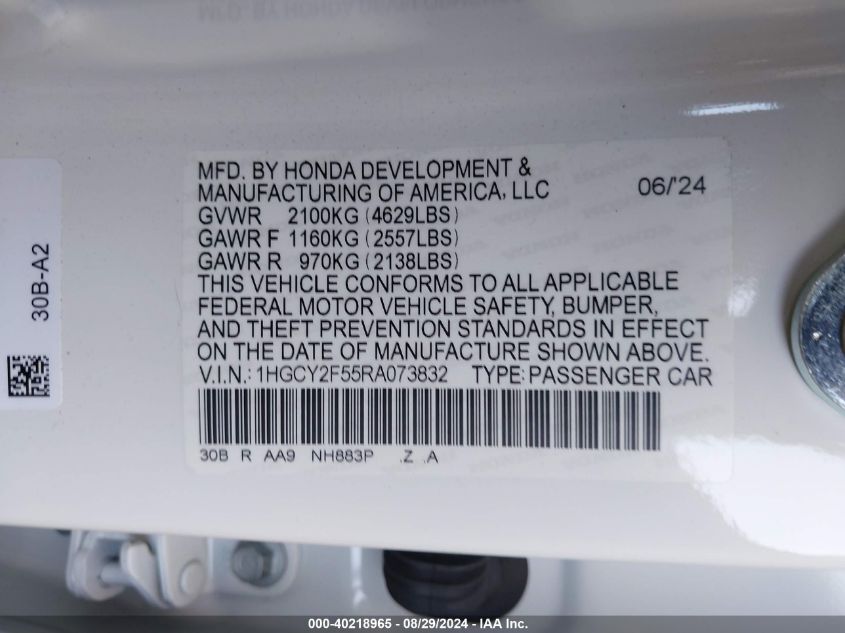 MFD. BY HONDA DEVELOPMENT &
MANUFACTURING OF AMERICA, LLC 06/'24
GVWR 2100KG (4629LBS)
GAWR F 1160KG (2557LBS)
GAWR R 970KG (2138LBS)
THIS VEHICLE CONFORMS TO ALL APPLICABLE
FEDERAL MOTOR VEHICLE SAFETY, BUMPER,
AND THEFT PREVENTION STANDARDS IN EFFECT
ON THE DATE OF MANUFACTURE SHOWN ABOVE.
V.I.N.: 1HGCY2F55RA073832 TYPE: PASSENGER CAR
30B R AA9 NH883P .Z .A
30B-A2
000-40218965 - 08/29/2024 - IAAI Inc.